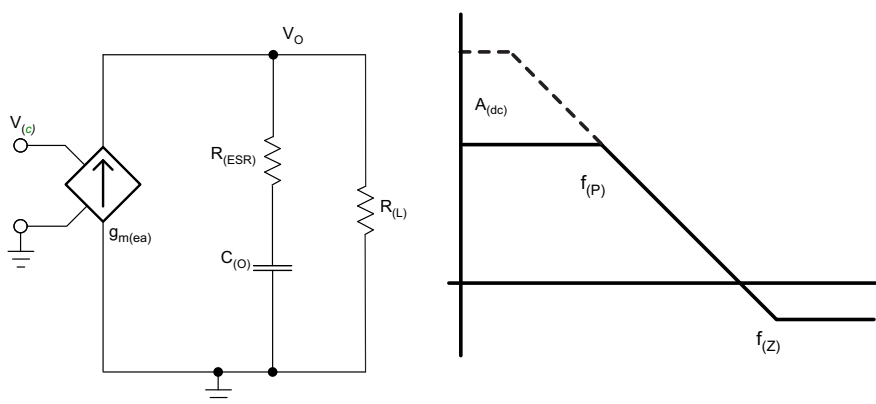 V_O
V_(c)
R_(ESR)
R_(L)
g_m(ea)
C_(O)
A_(dc)
f_(P)
f_(Z)